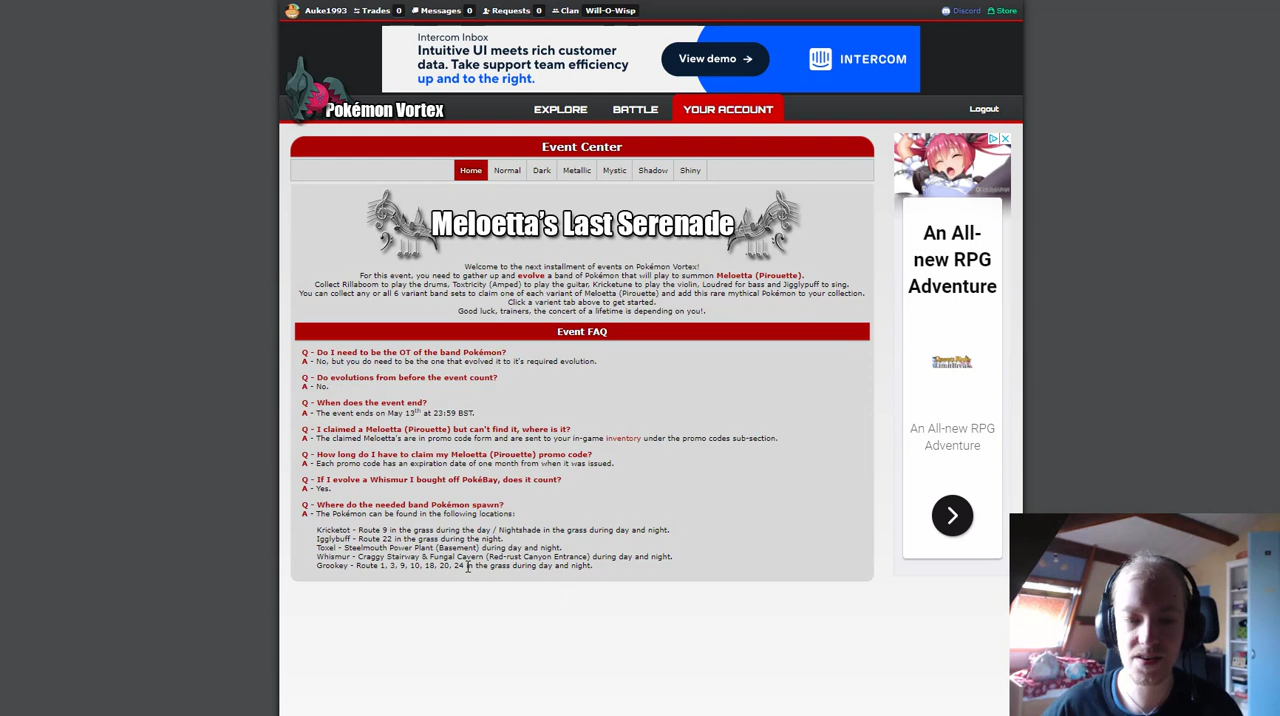 Auke1993 Trades 0 Messages 0 Requests 0 Clan Will-O-Wisp Discord Store
Intercom Inbox
Intuitive UI meets rich customer
data. Take support team efficiency
up and to the right.
View demo →
INTERCOM
Pokémon Vortex
EXPLORE BATTLE YOUR ACCOUNT Logout
Event Center
Home Normal Dark Metallic Mystic Shadow Shiny
Meloetta's Last Serenade
Welcome to the next installment of events on Pokémon Vortex!
For this event, you need to gather up and evolve a band of Pokémon that will play to summon Meloetta (Pirouette).
Collect Rillaboom to play the drums, Toxtricity (Amped) to play the guitar, Kricketune to play the violin, Loudred for bass and Jigglypuff to sing.
You can collect any or all 6 variant band sets to claim one of each variant of Meloetta (Pirouette) and add this rare mythical Pokémon to your collection.
Click a varient tab above to get started.
Good luck, trainers, the concert of a lifetime is depending on you!.
Event FAQ
Q - Do I need to be the OT of the band Pokémon?
A - No, but you do need to be the one that evolved it to it's required evolution.
Q - Do evolutions from before the event count?
A - No.
Q - When does the event end?
A - The event ends on May 13th at 23:59 BST.
Q - I claimed a Meloetta (Pirouette) but can't find it, where is it?
A - The claimed Meloetta's are in promo code form and are sent to your in-game inventory under the promo codes sub-section.
Q - How long do I have to claim my Meloetta (Pirouette) promo code?
A - Each promo code has an expiration date of one month from when it was issued.
Q - If I evolve a Whismur I bought off PokéBay, does it count?
A - Yes.
Q - Where do the needed band Pokémon spawn?
A - The Pokémon can be found in the following locations:
Kricketot - Route 9 in the grass during the day / Nightshade in the grass during day and night.
Igglybuff - Route 22 in the grass during the night.
Toxel - Steelmouth Power Plant (Basement) during day and night.
Whismur - Craggy Stairway & Fungal Cavern (Red-rust Canyon Entrance) during day and night.
Grookey - Route 1, 3, 9, 10, 18, 20, 24 in the grass during day and night.
An All-
new RPG
Adventure
An All-new RPG
Adventure